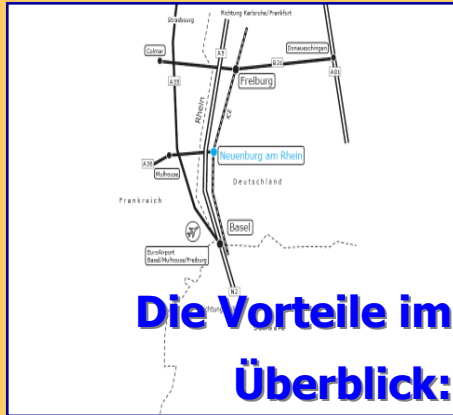 Richtung Karlsruhe/Frankfurt
Strasbourg
Colmar
A5
Donaueschingen
B31
A35
Freiburg
A81
Rhein
ICE
Neuenburg am Rhein
A36
Mulhouse
Deutschland
Frankreich
Basel
EuroAirport
Basel/Mulhouse/Freiburg
N2
Die Vorteile im
Überblick: